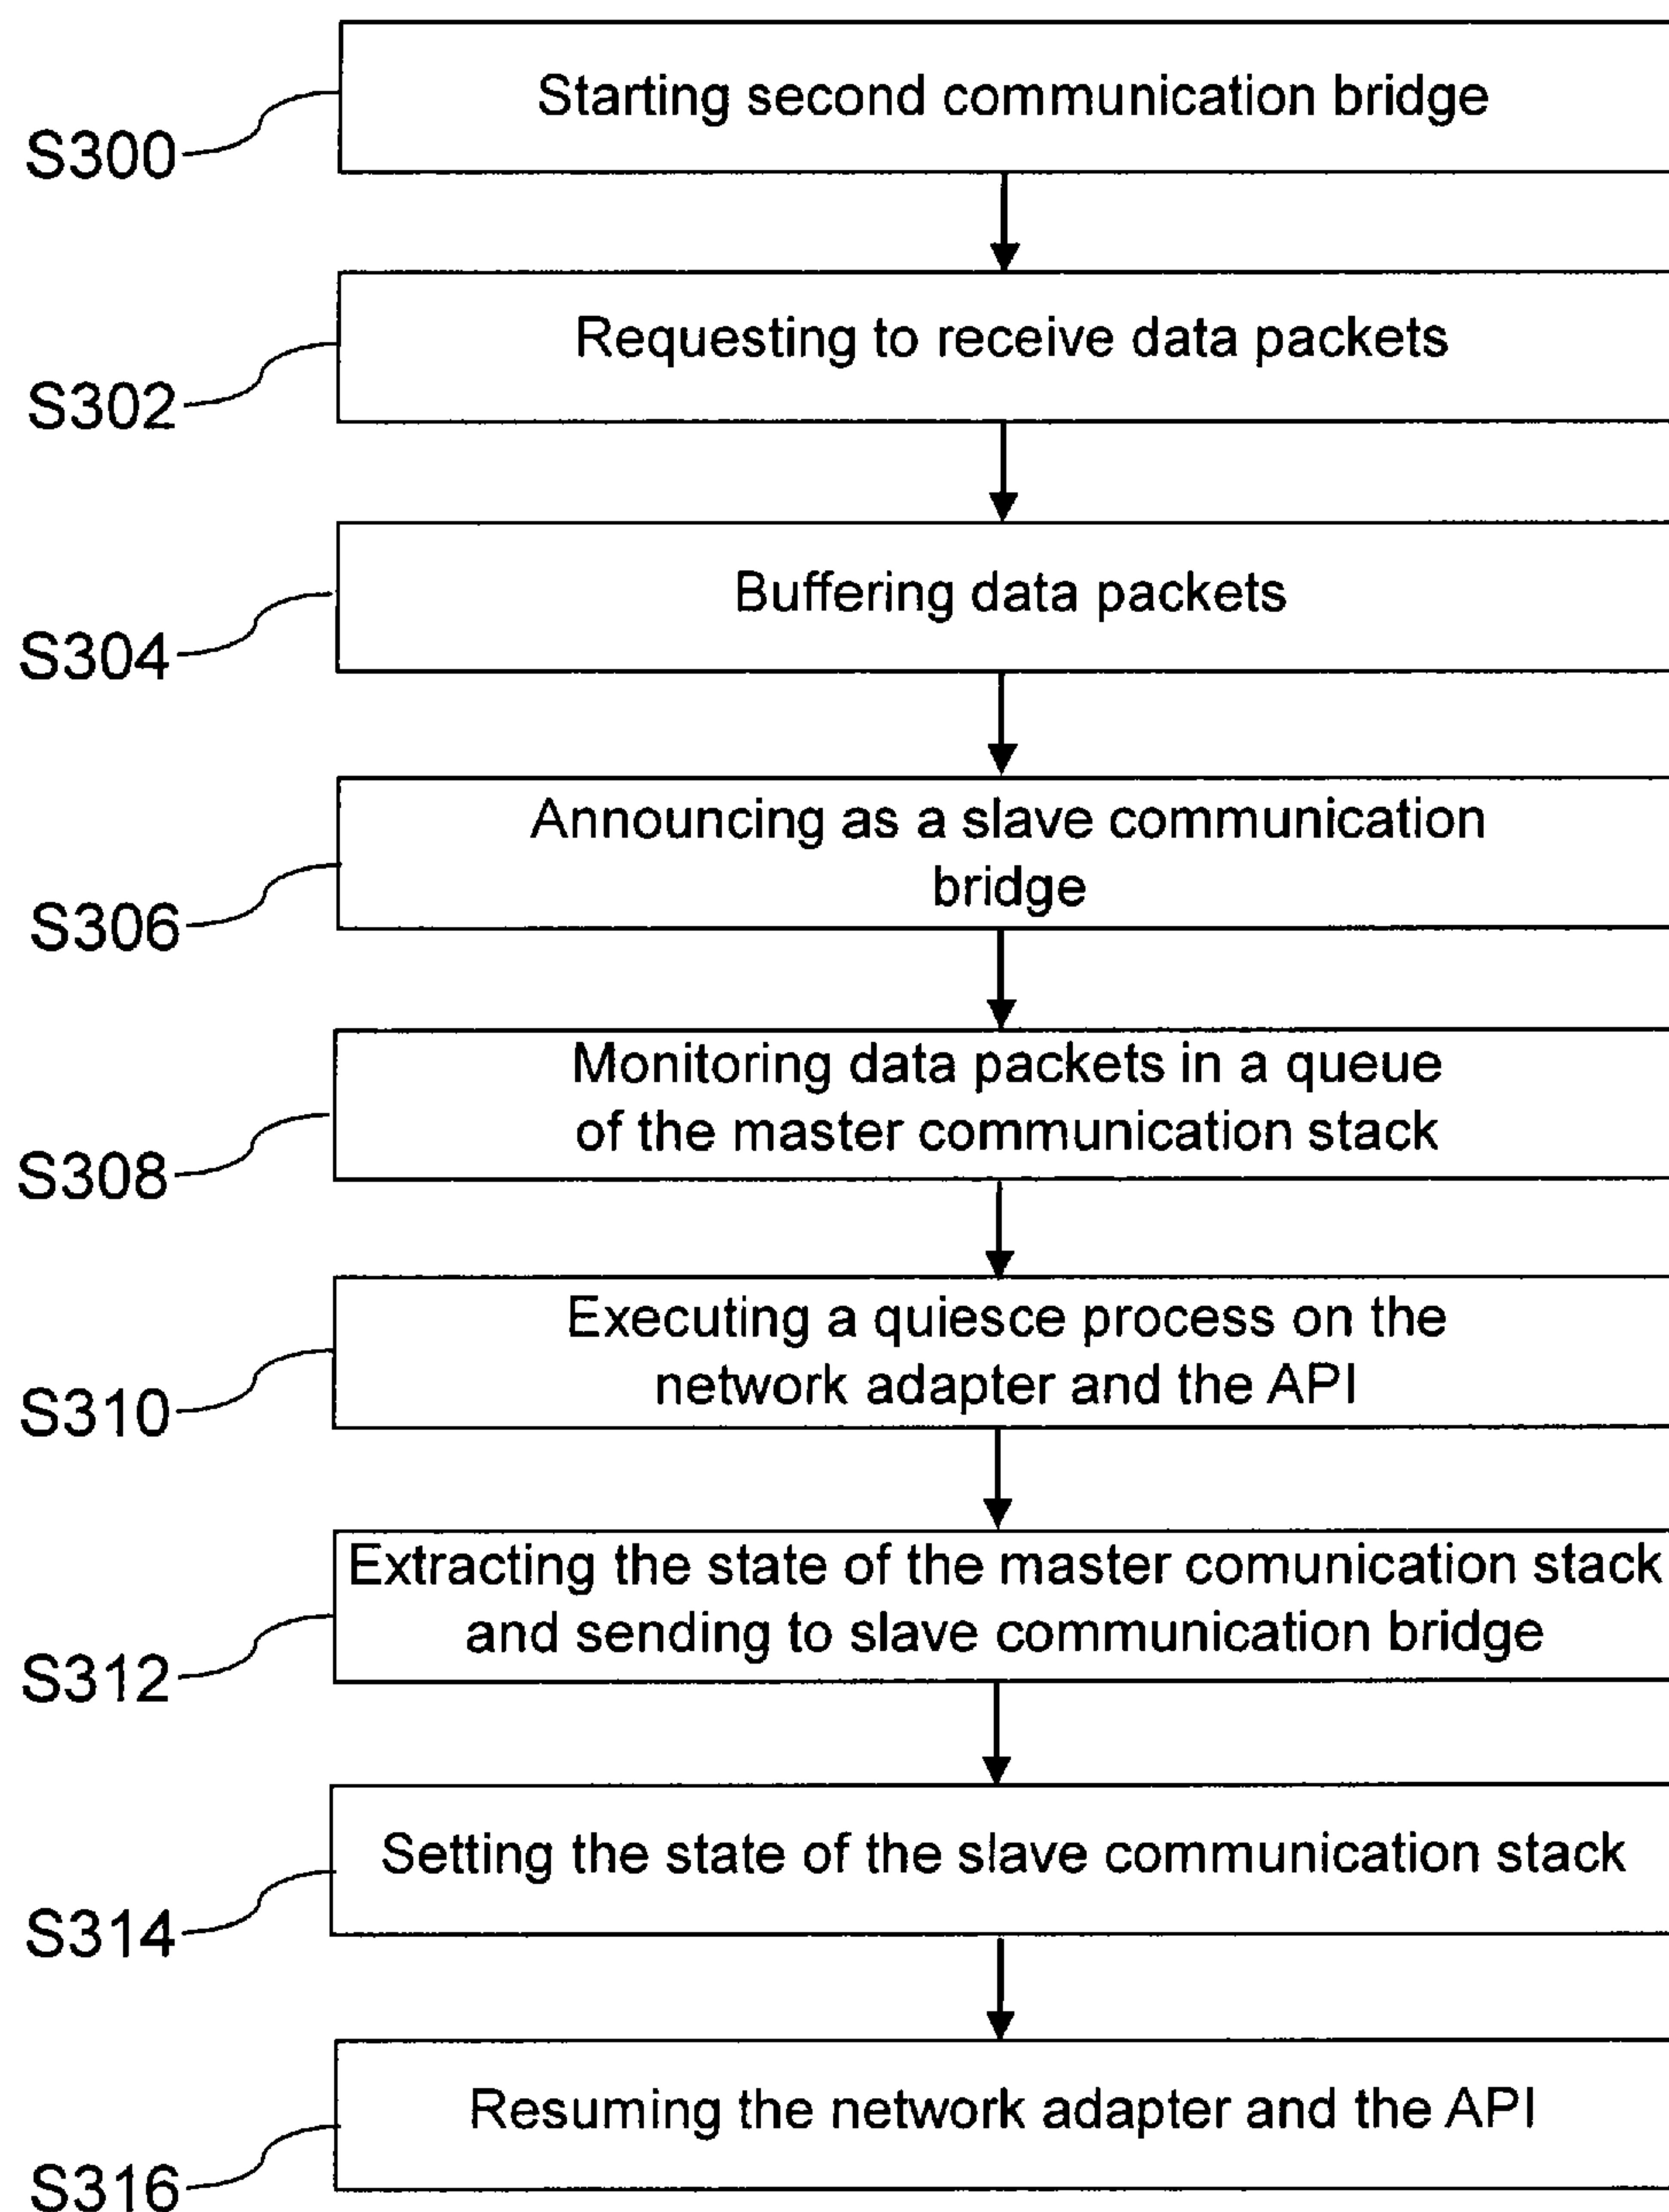 Starting second communication bridge
S300
Requesting to receive data packets
S302
Buffering data packets
S304
Announcing as a slave communication
bridge
S306
Monitoring data packets in a queue
of the master communication stack
S308
Executing a quiesce process on the
network adapter and the API
S310
Extracting the state of the master comunication stack
and sending to slave communication bridge
S312
Setting the state of the slave communication stack
S314
Resuming the network adapter and the API
S316